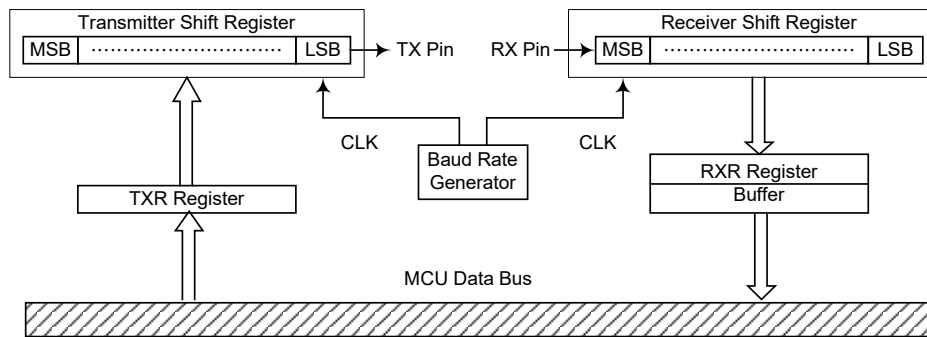 Transmitter Shift Register
MSB ………………………… LSB
TX Pin
RX Pin
Receiver Shift Register
MSB ………………………… LSB
CLK
CLK
Baud Rate
Generator
TXR Register
RXR Register
Buffer
MCU Data Bus